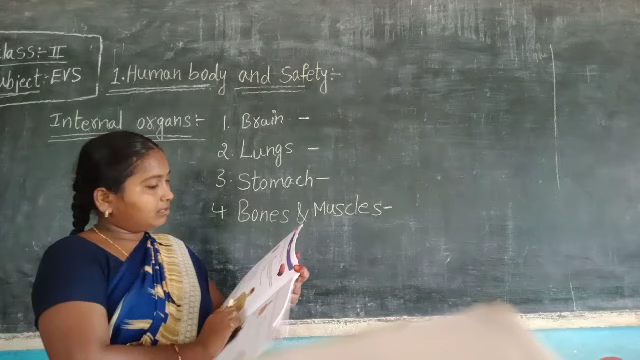 Class:- II
Subject:- EVS
1. Human body and Safety:-
Internal organs:-
1. Brain -
2. Lungs -
3. Stomach-
4 Bones & Muscles-